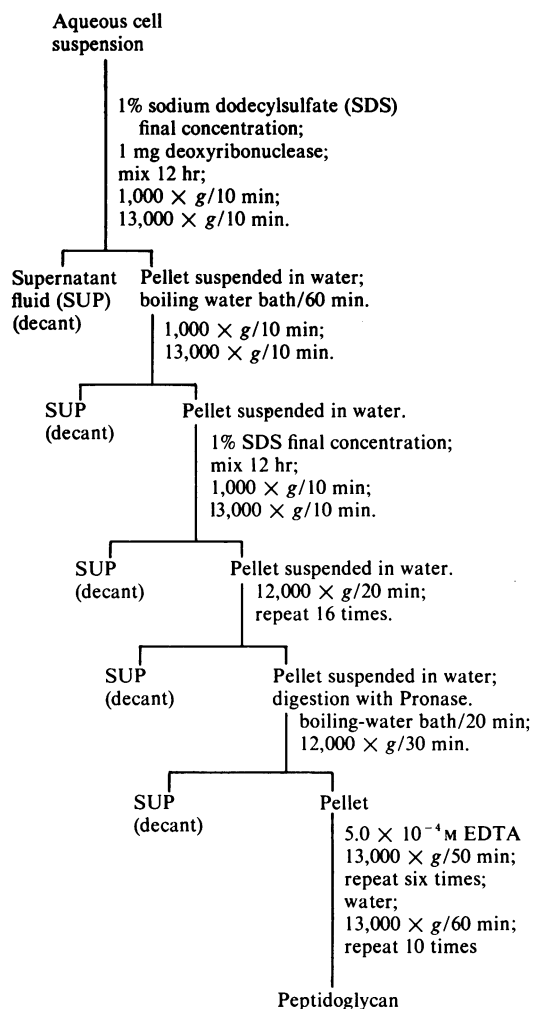 Aqueous cell
suspension
1% sodium dodecylsulfate (SDS)
final concentration;
1 mg deoxyribonuclease;
mix 12 hr;
1,000 × g/10 min;
13,000 × g/10 min.
Supernatant
fluid (SUP)
(decant)
Pellet suspended in water;
boiling water bath/60 min.
1,000 × g/10 min;
13,000 × g/10 min.
SUP
(decant)
Pellet suspended in water.
1% SDS final concentration;
mix 12 hr;
1,000 × g/10 min;
13,000 × g/10 min.
SUP
(decant)
Pellet suspended in water.
12,000 × g/20 min;
repeat 16 times.
SUP
(decant)
Pellet suspended in water;
digestion with Pronase.
boiling-water bath/20 min;
12,000 × g/30 min.
SUP
(decant)
Pellet
5.0 × 10⁻⁴ M EDTA
13,000 × g/50 min;
repeat six times;
water;
13,000 × g/60 min;
repeat 10 times
Peptidoglycan